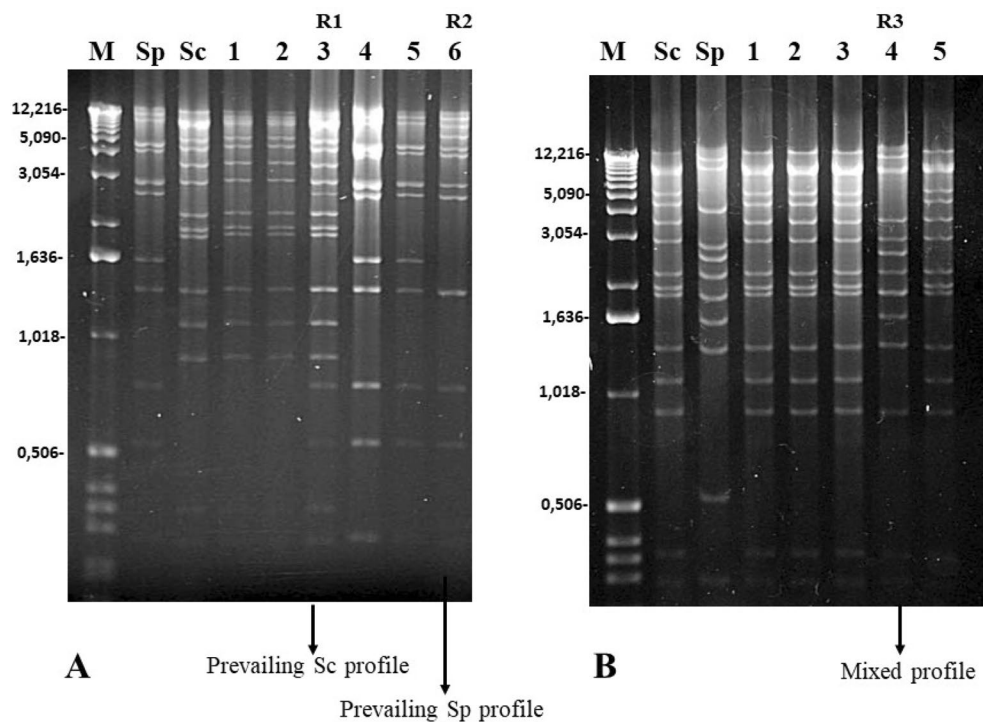 R1 R2
M Sp Sc 1 2 3 4 5 6
12,216-
5,090-
3,054-
1,636-
1,018-
0,506-
A
Prevailing Sc profile
Prevailing Sp profile
R3
M Sc Sp 1 2 3 4 5
12,216-
5,090-
3,054-
1,636-
1,018-
0,506-
B
Mixed profile